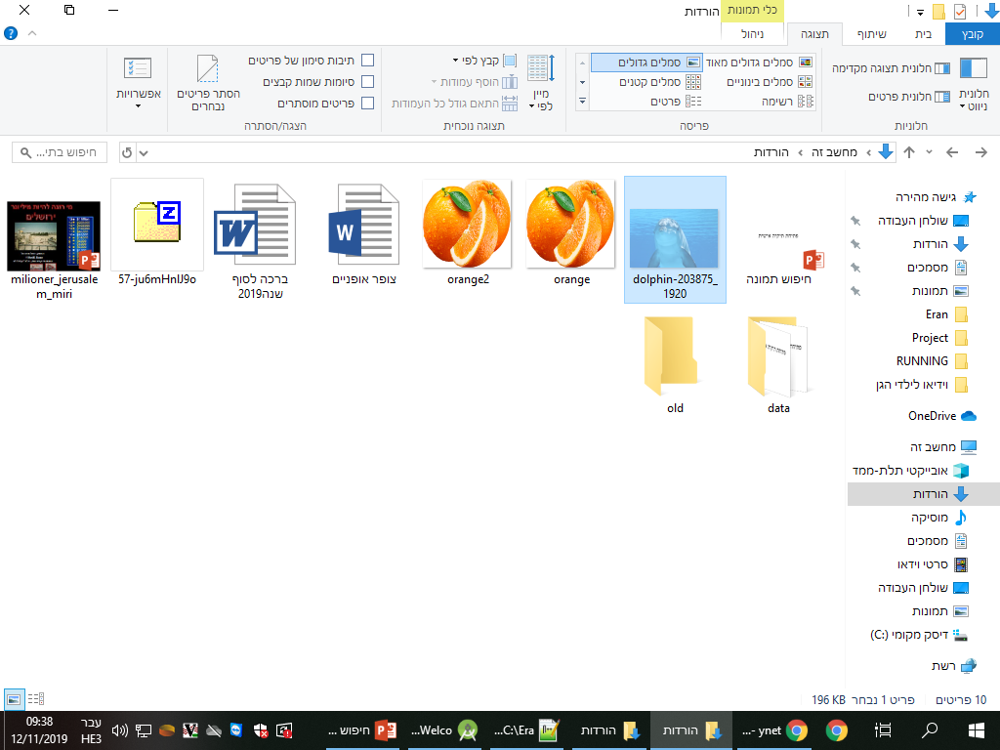 כלי תמונות
הורדות
קובץ
בית
שיתוף
תצוגה
ניהול
חלונית ניווט
חלונית תצוגה מקדימה
חלונית פרטים
חלוניות
סמלים גדולים מאוד
סמלים גדולים
סמלים בינוניים
סמלים קטנים
רשימה
פרטים
פריסה
מיין לפי
קבץ לפי
הוסף עמודות
התאם גודל כל העמודות
תצוגה נוכחית
תיבות סימון של פריטים
סיומות שמות קבצים
פריטים מוסתרים
הסתר פריטים נבחרים
הצגה/הסתרה
אפשרויות
מחשב זה
הורדות
חיפוש בתי...
גישה מהירה
שולחן העבודה
הורדות
מסמכים
תמונות
Eran
Project
RUNNING
וידיאו לילדי הגן
OneDrive
מחשב זה
אובייקטי תלת-ממד
הורדות
מוסיקה
מסמכים
סרטי וידאו
שולחן העבודה
תמונות
דיסק מקומי (C:)
רשת
חיפוש תמונה
dolphin-203875_
1920
orange
orange2
צופר אופניים
ברכה לסוף
שנה2019
57-ju6mHnlJ9o
milioner_jerusale
m_miri
data
old
10 פריטים
פריט 1 נבחר 196 KB
ynet -...
הורדות
הורדות
C:\Era...
Welco...
חיפוש ...
עבר
HE3
09:38
12/11/2019